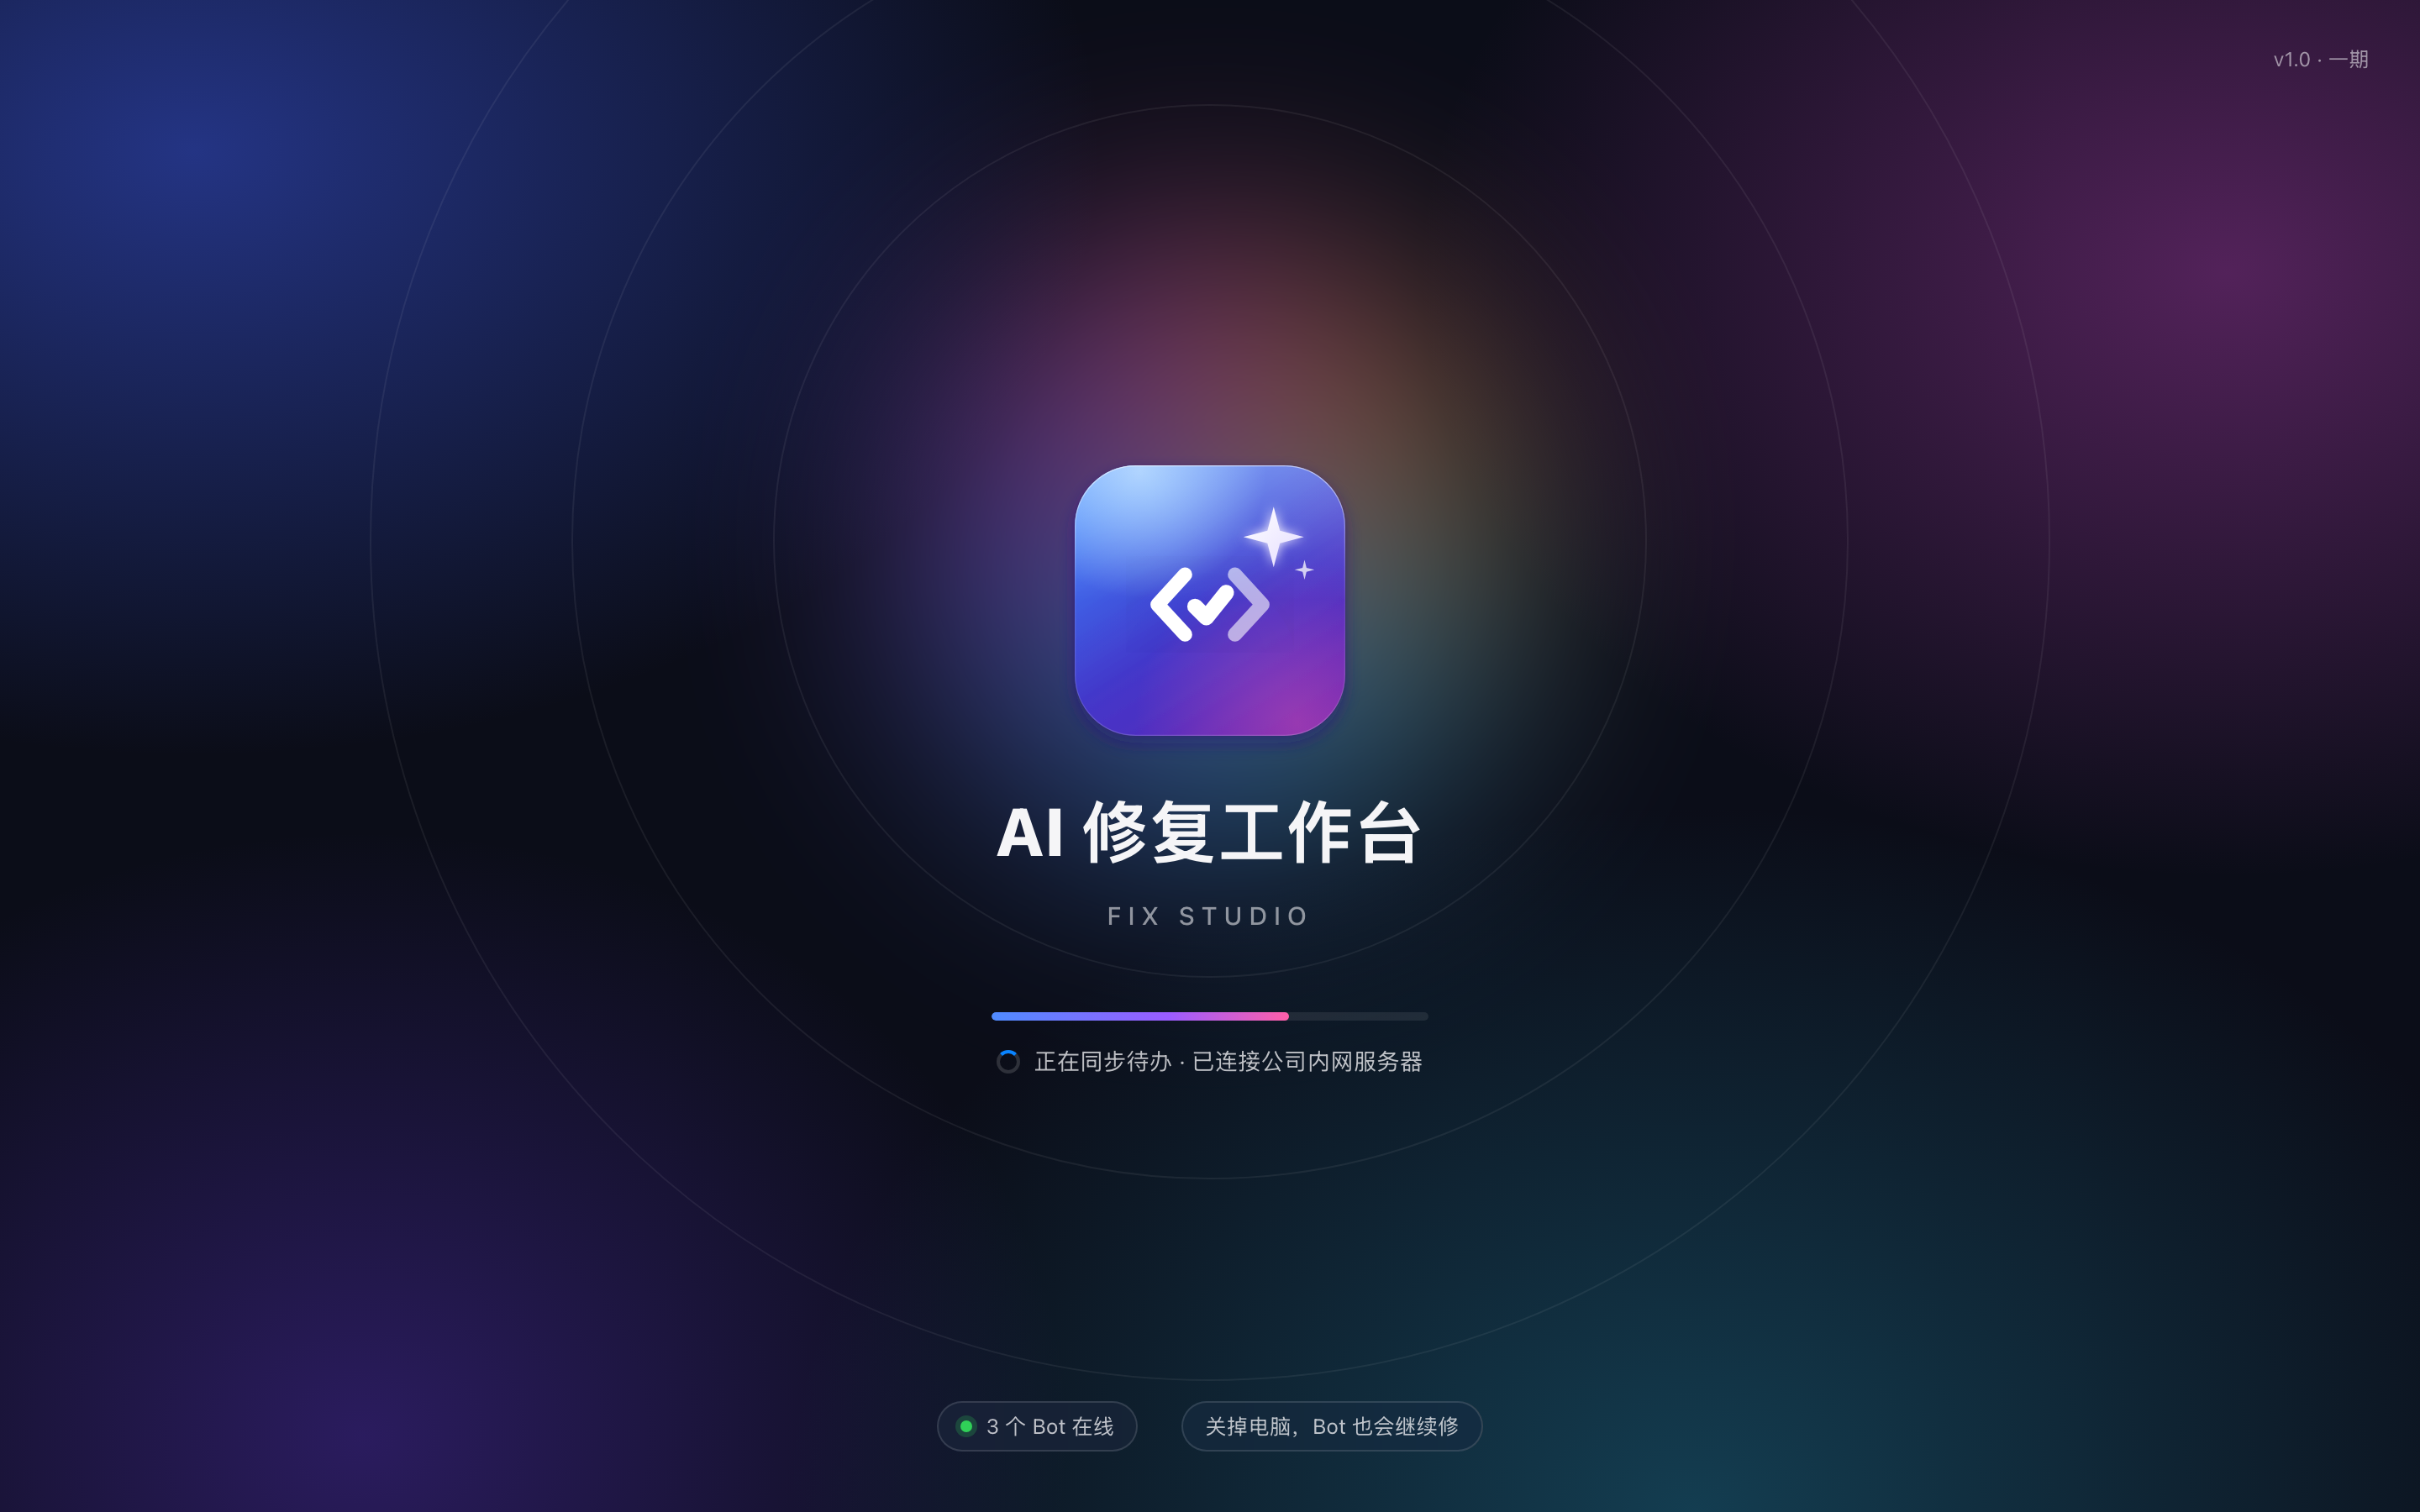 v1.0 · 一期
AI 修复工作台
FIX STUDIO
正在同步待办 · 已连接公司内网服务器
3 个 Bot 在线
关掉电脑，Bot 也会继续修